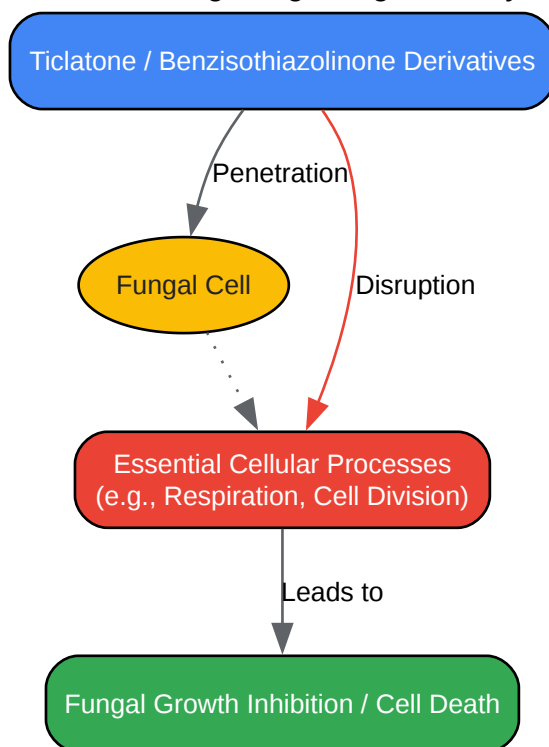 Ticlatone / Benzisothiazolinone Derivatives
Penetration
Fungal Cell
Disruption
Essential Cellular Processes
(e.g., Respiration, Cell Division)
Leads to
Fungal Growth Inhibition / Cell Death